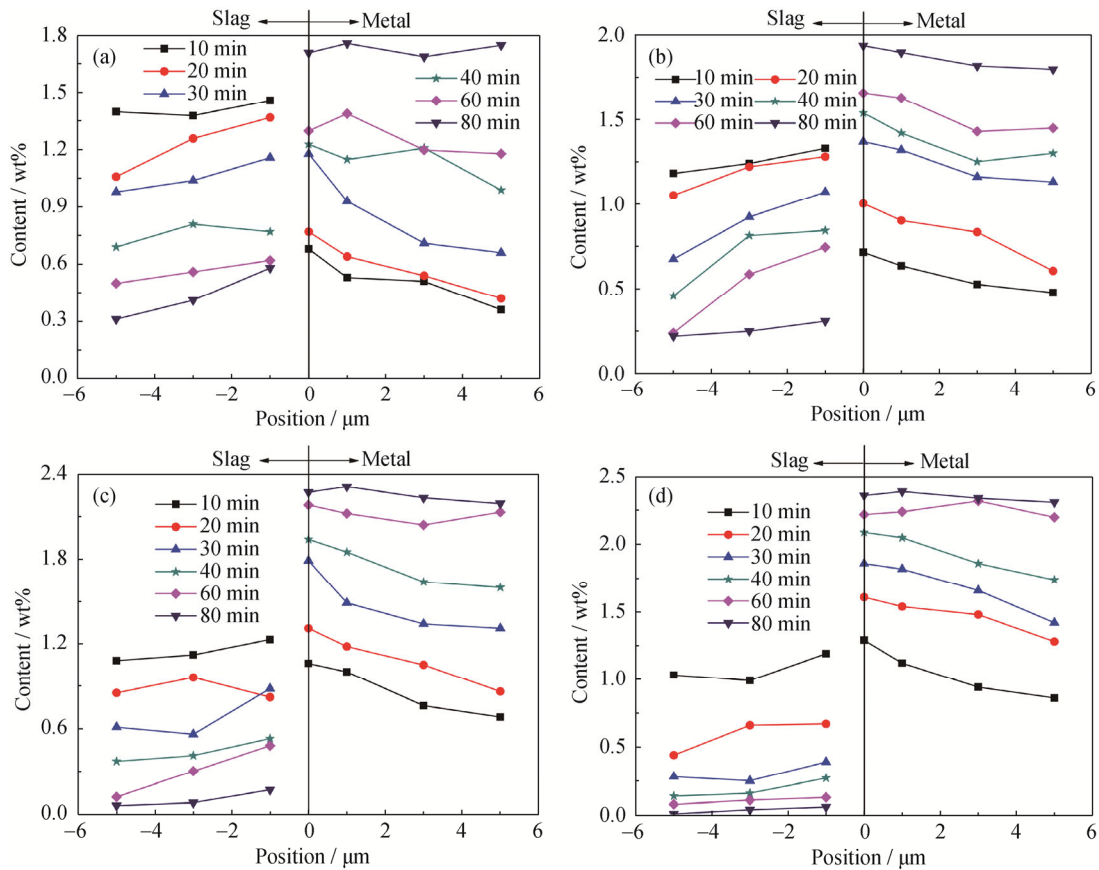 Slag Metal
(a)
10 min
20 min
30 min
40 min
60 min
80 min
1.8
1.5
1.2
0.9
0.6
0.3
0.0
Content / wt%
−6 −4 −2 0 2 4 6
Position / μm
Slag Metal
(b)
10 min 20 min
30 min 40 min
60 min 80 min
2.0
1.5
1.0
0.5
0.0
Content / wt%
−6 −4 −2 0 2 4 6
Position / μm
Slag Metal
(c)
10 min
20 min
30 min
40 min
60 min
80 min
2.4
1.8
1.2
0.6
0.0
Content / wt%
−6 −4 −2 0 2 4 6
Position / μm
Slag Metal
(d)
10 min
20 min
30 min
40 min
60 min
80 min
2.5
2.0
1.5
1.0
0.5
0.0
Content / wt%
−6 −4 −2 0 2 4 6
Position / μm